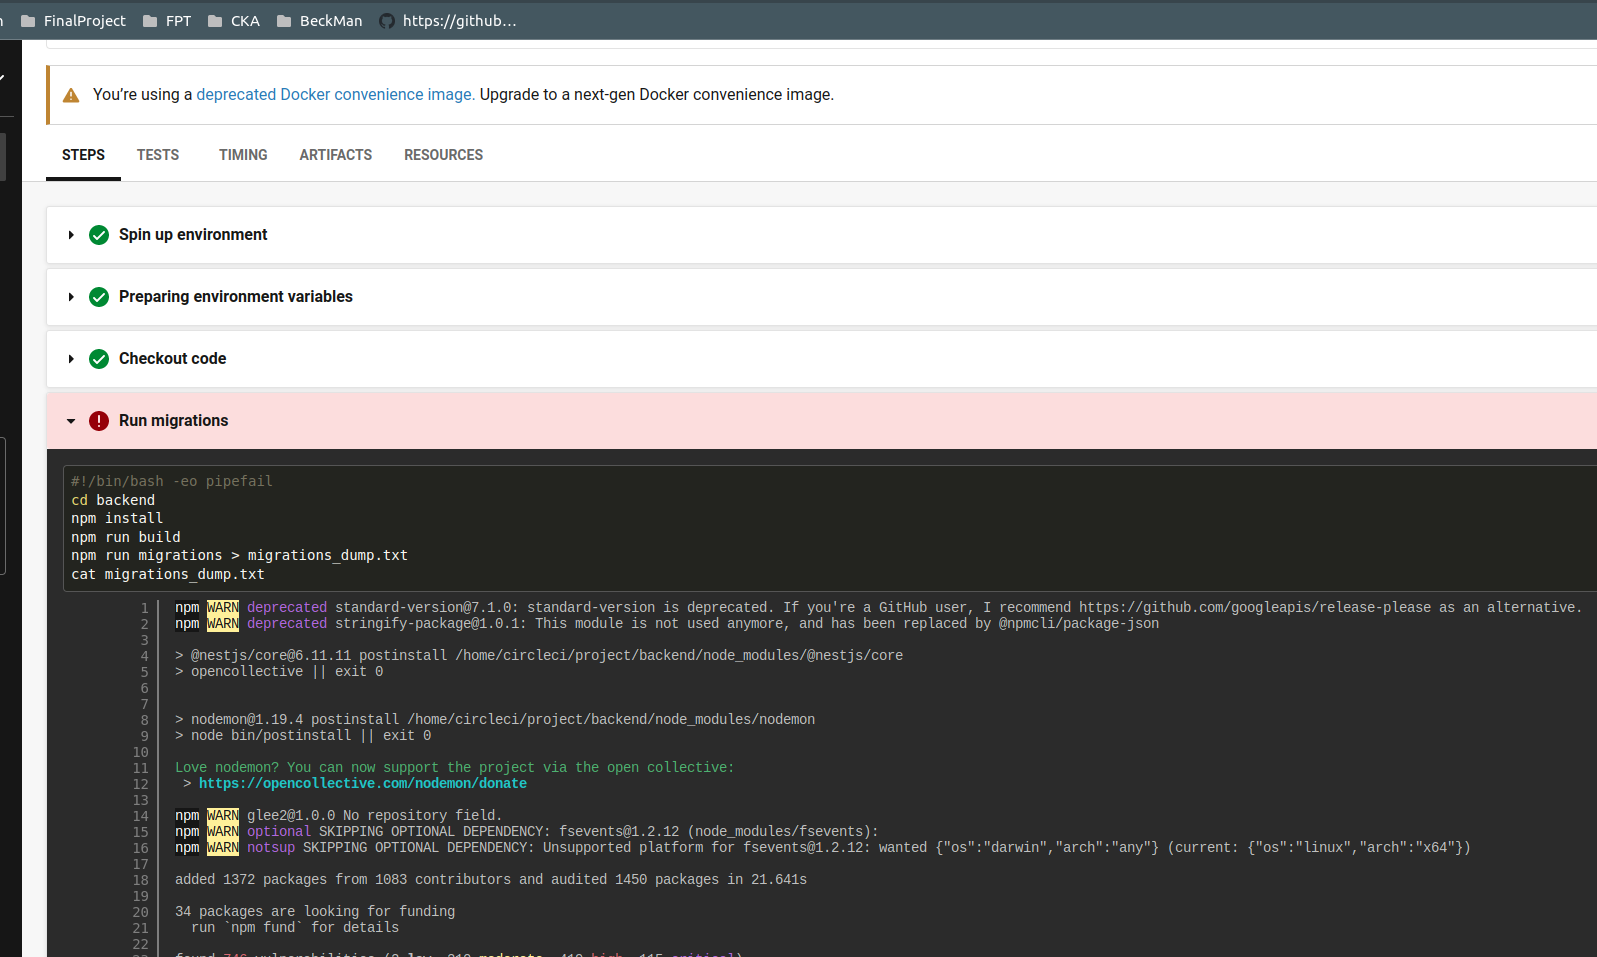 FinalProject FPT CKA BeckMan https://github...
You're using a deprecated Docker convenience image. Upgrade to a next-gen Docker convenience image.
STEPS TESTS TIMING ARTIFACTS RESOURCES
Spin up environment
Preparing environment variables
Checkout code
Run migrations
#!/bin/bash -eo pipefail
cd backend
npm install
npm run build
npm run migrations > migrations_dump.txt
cat migrations_dump.txt
1 npm WARN deprecated standard-version@7.1.0: standard-version is deprecated. If you're a GitHub user, I recommend https://github.com/googleapis/release-please as an alternative.
2 npm WARN deprecated stringify-package@1.0.1: This module is not used anymore, and has been replaced by @npmcli/package-json
3
4 > @nestjs/core@6.11.11 postinstall /home/circleci/project/backend/node_modules/@nestjs/core
5 > opencollective || exit 0
6
7
8 > nodemon@1.19.4 postinstall /home/circleci/project/backend/node_modules/nodemon
9 > node bin/postinstall || exit 0
10
11 Love nodemon? You can now support the project via the open collective:
12 > https://opencollective.com/nodemon/donate
13
14 npm WARN glee2@1.0.0 No repository field.
15 npm WARN optional SKIPPING OPTIONAL DEPENDENCY: fsevents@1.2.12 (node_modules/fsevents):
16 npm WARN notsup SKIPPING OPTIONAL DEPENDENCY: Unsupported platform for fsevents@1.2.12: wanted {"os":"darwin","arch":"any"} (current: {"os":"linux","arch":"x64"})
17
18 added 1372 packages from 1083 contributors and audited 1450 packages in 21.641s
19
20 34 packages are looking for funding
21 run `npm fund` for details
22